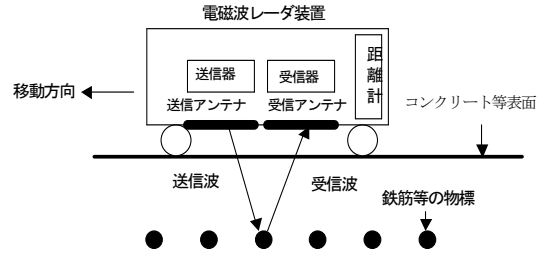 電磁波レーダ装置
送信器
受信器
距離計
移動方向
送信アンテナ
受信アンテナ
コンクリート等表面
送信波
受信波
鉄筋等の物標